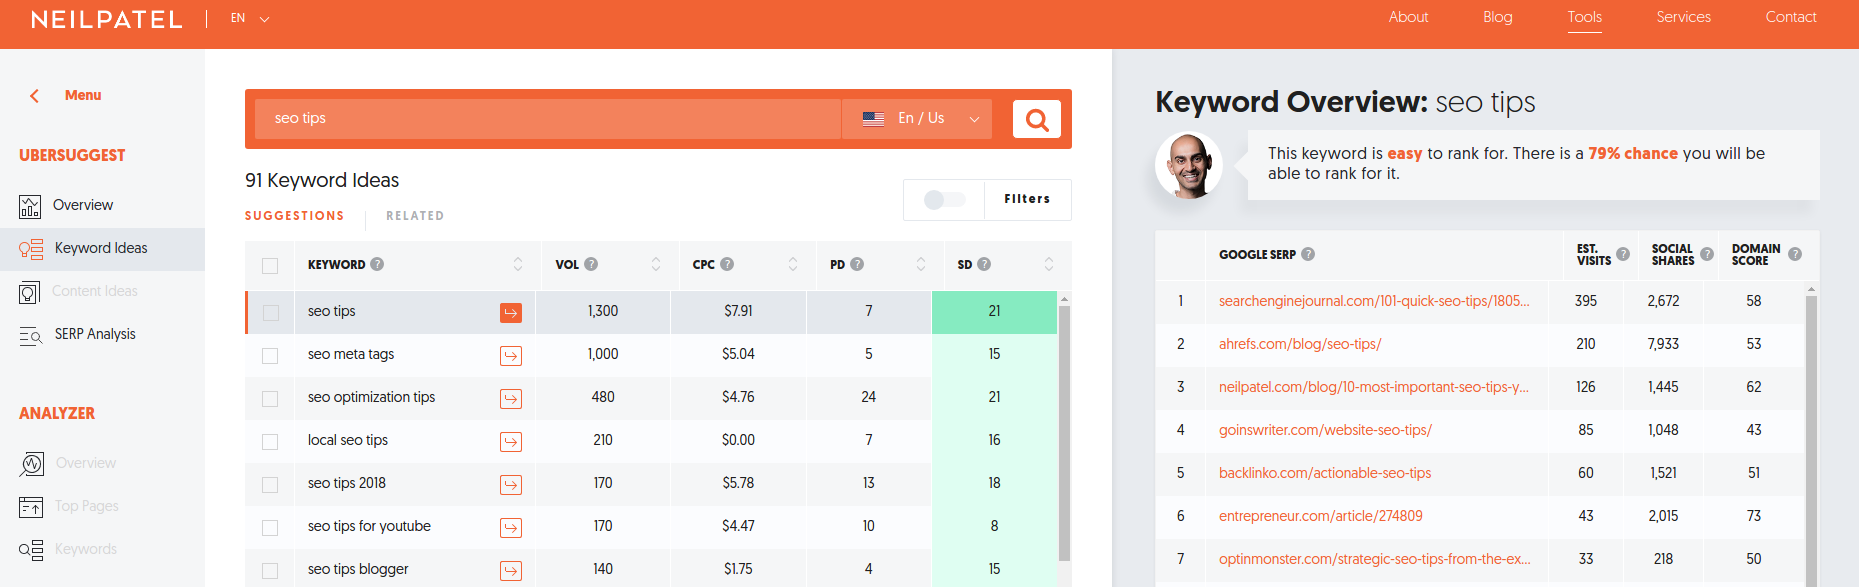 NEILPATEL EN
About Blog Tools Services Contact
Menu
UBERSUGGEST
Overview
Keyword Ideas
Content Ideas
SERP Analysis
ANALYZER
Overview
Top Pages
Keywords
seo tips En / Us
91 Keyword Ideas
SUGGESTIONS RELATED
Filters
KEYWORD ? VOL ? CPC ? PD ? SD ?
seo tips 1,300 $7.91 7 21
seo meta tags 1,000 $5.04 5 15
seo optimization tips 480 $4.76 24 21
local seo tips 210 $0.00 7 16
seo tips 2018 170 $5.78 13 18
seo tips for youtube 170 $4.47 10 8
seo tips blogger 140 $1.75 4 15
Keyword Overview: seo tips
This keyword is easy to rank for. There is a 79% chance you will be
able to rank for it.
GOOGLE SERP ? EST. VISITS ? SOCIAL SHARES ? DOMAIN SCORE ?
1 searchenginejournal.com/101-quick-seo-tips/1805... 395 2,672 58
2 ahrefs.com/blog/seo-tips/ 210 7,933 53
3 neilpatel.com/blog/10-most-important-seo-tips-y... 126 1,445 62
4 goinswriter.com/website-seo-tips/ 85 1,048 43
5 backlinko.com/actionable-seo-tips 60 1,521 51
6 entrepreneur.com/article/274809 43 2,015 73
7 optinmonster.com/strategic-seo-tips-from-the-ex... 33 218 50